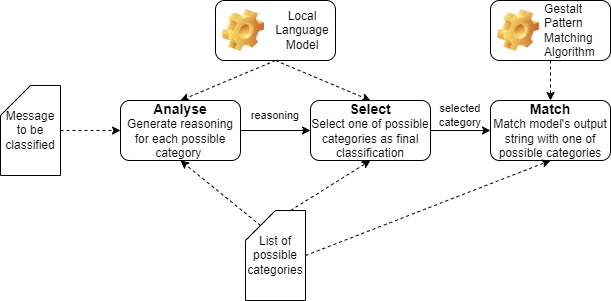 Local
Language
Model
Gestalt
Pattern
Matching
Algorithm
Message
to be
classified
Analyse
Generate reasoning
for each possible
category
reasoning
Select
Select one of possible
categories as final
classification
selected
category
Match
Match model's output
string with one of
possible categories
List of
possible
categories